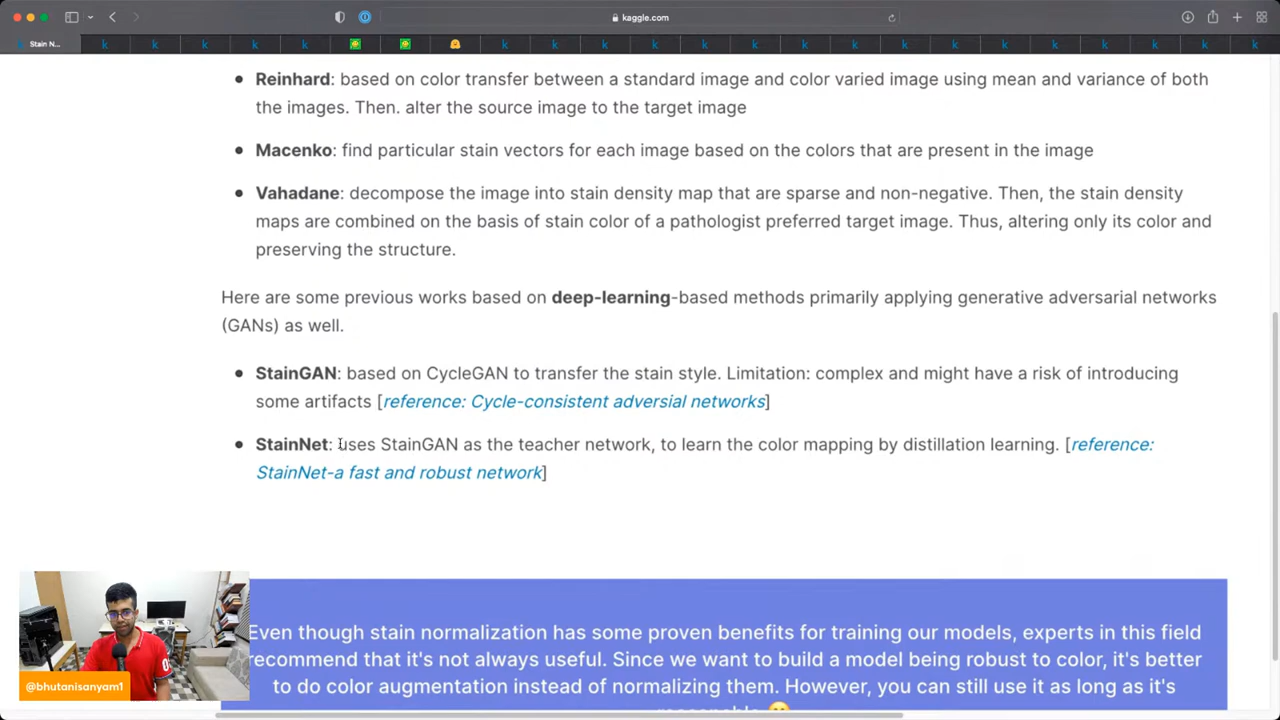 kaggle.com
Stain N...
Reinhard: based on color transfer between a standard image and color varied image using mean and variance of both
the images. Then. alter the source image to the target image
Macenko: find particular stain vectors for each image based on the colors that are present in the image
Vahadane: decompose the image into stain density map that are sparse and non-negative. Then, the stain density
maps are combined on the basis of stain color of a pathologist preferred target image. Thus, altering only its color and
preserving the structure.
Here are some previous works based on deep-learning-based methods primarily applying generative adversarial networks
(GANs) as well.
StainGAN: based on CycleGAN to transfer the stain style. Limitation: complex and might have a risk of introducing
some artifacts [reference: Cycle-consistent adversial networks]
StainNet: uses StainGAN as the teacher network, to learn the color mapping by distillation learning. [reference:
StainNet-a fast and robust network]
Even though stain normalization has some proven benefits for training our models, experts in this field
recommend that it's not always useful. Since we want to build a model being robust to color, it's better
to do color augmentation instead of normalizing them. However, you can still use it as long as it's
reasonable
@bhutanisanyam1